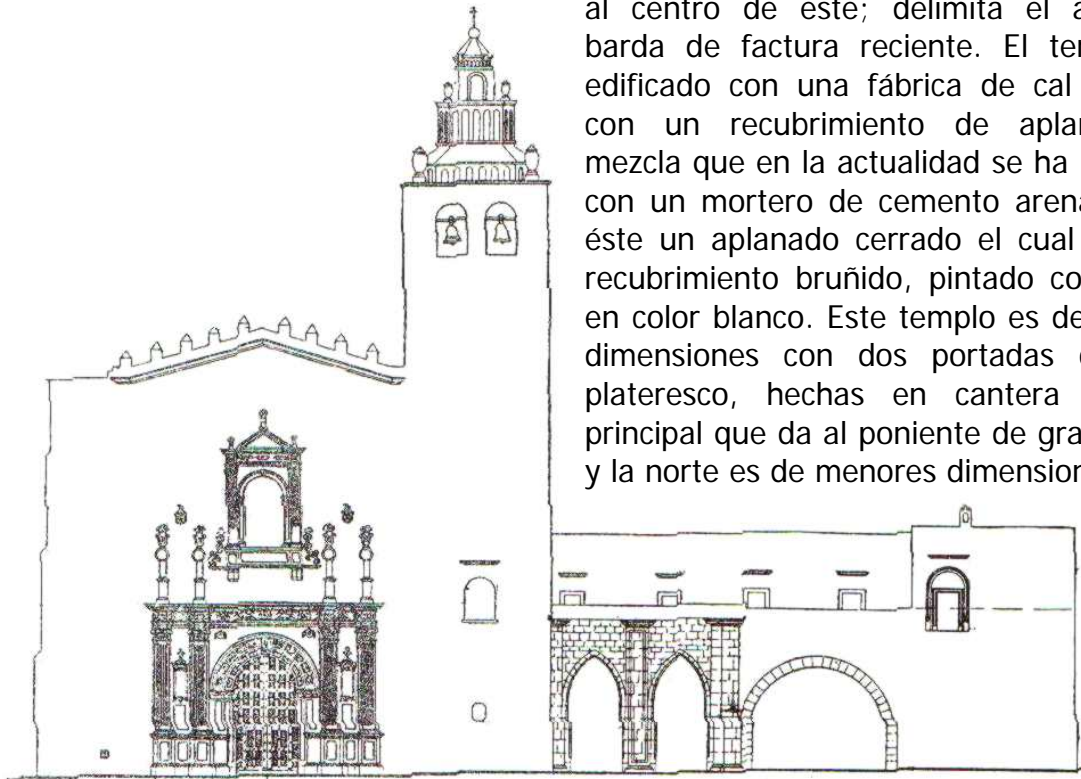 al centro de este; delimita el a
barda de factura reciente. El ter
edificado con una fábrica de cal
con un recubrimiento de aplar
mezcla que en la actualidad se ha
con un mortero de cemento arena
éste un aplanado cerrado el cual
recubrimiento bruñido, pintado co
en color blanco. Este templo es de
dimensiones con dos portadas
plateresco, hechas en cantera
principal que da al poniente de gra
y la norte es de menores dimension